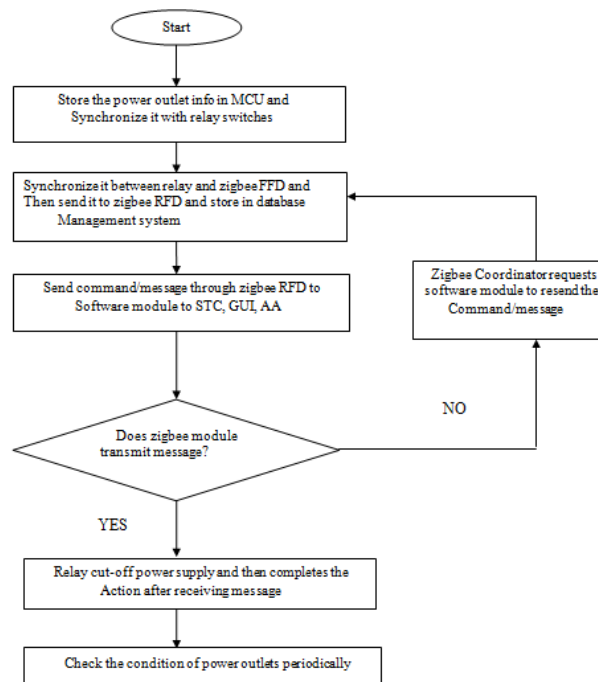 Start
Store the power outlet info in MCU and
Synchronize it with relay switches
Synchronize it between relay and zigbee FFD and
Then send it to zigbee RFD and store in database
Management system
Send command/message through zigbee RFD to
Software module to STC, GUI, AA
Zigbee Coordinator requests
software module to resend the
Command/message
NO
Does zigbee module
transmit message?
YES
Relay cut-off power supply and then completes the
Action after receiving message
Check the condition of power outlets periodically